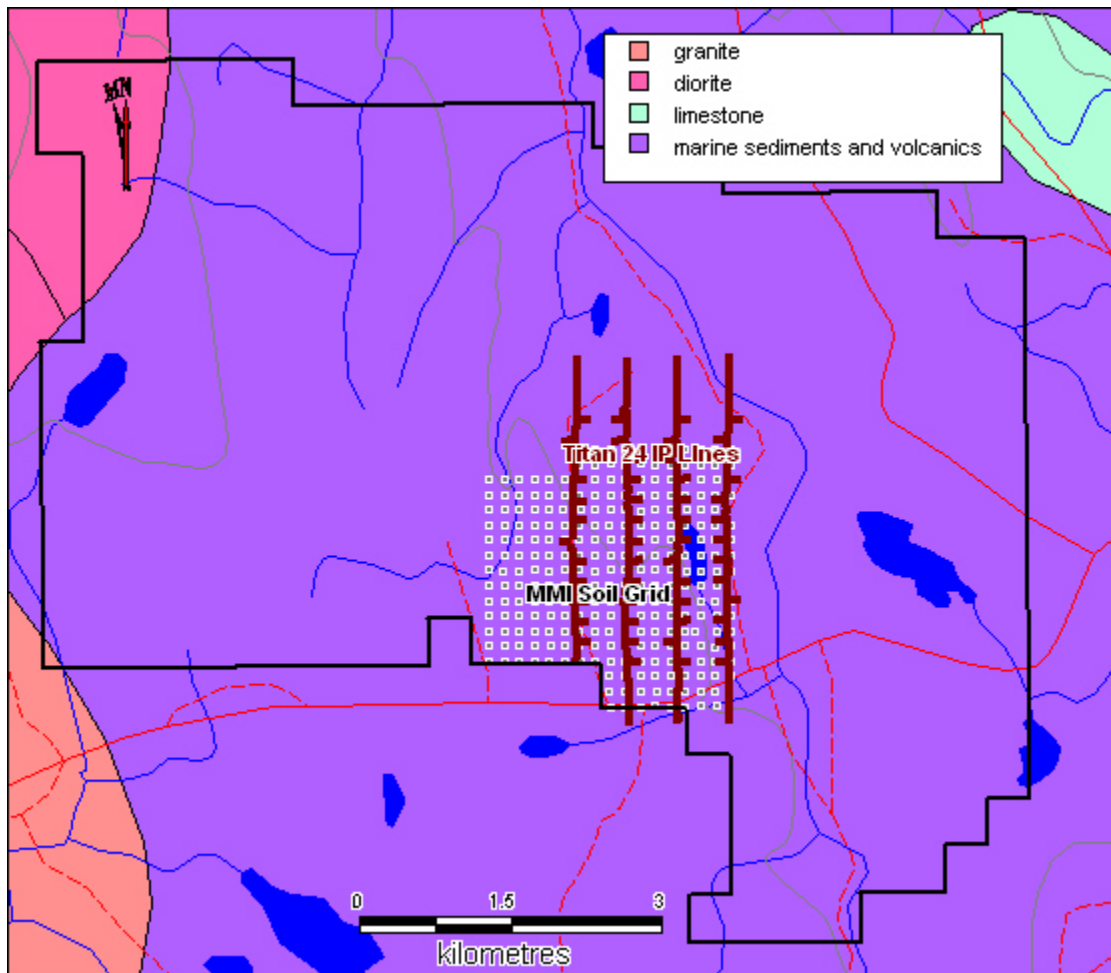 granite
diorite
limestone
marine sediments and volcanics
MN
Titan 24 IP LInes
MMI Soil Grid
0 1.5 3
kilometres